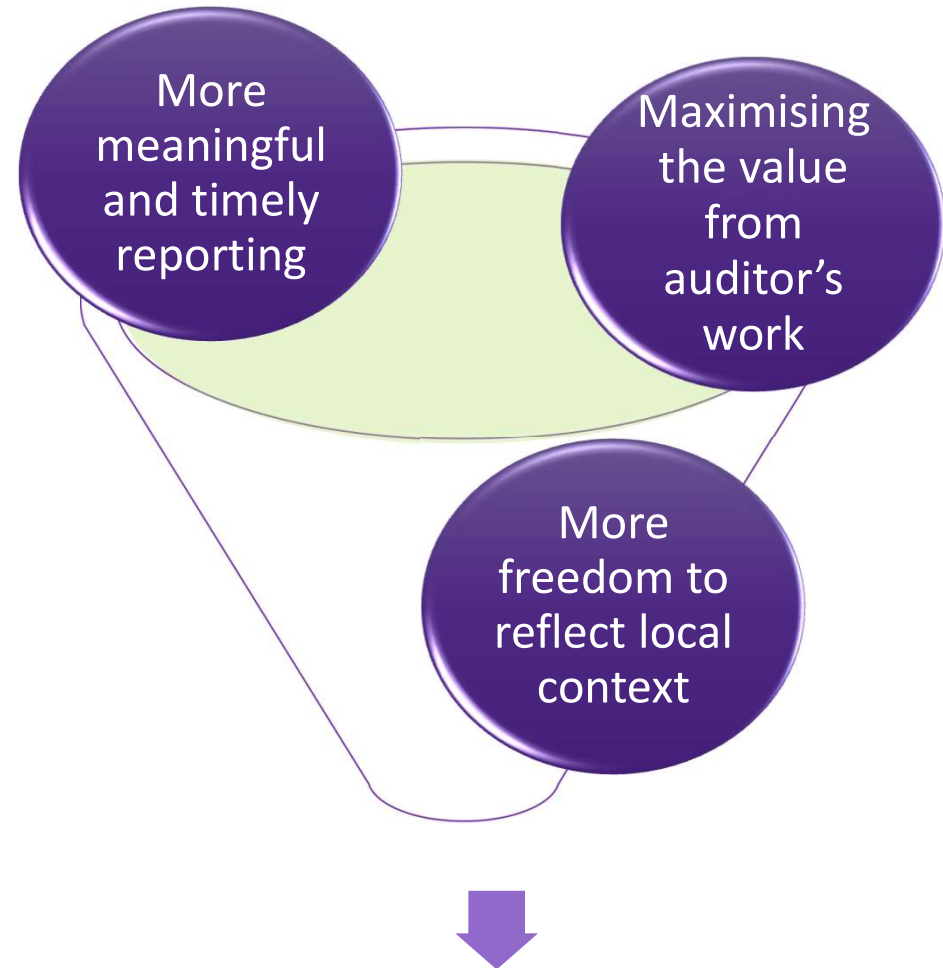 More
meaningful
and timely
reporting
Maximising
the value
from
auditor’s
work
More
freedom to
reflect local
context